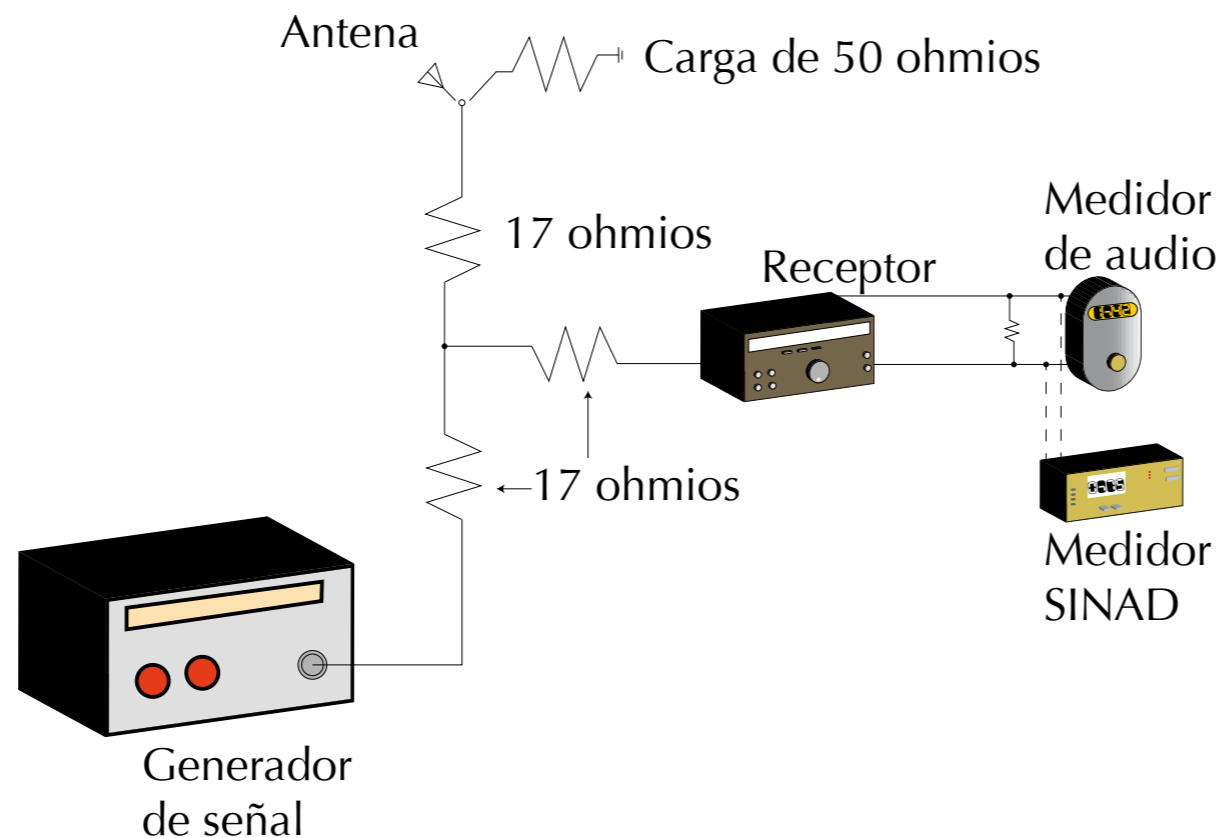 Antena
Carga de 50 ohmios
17 ohmios
Receptor
Medidor
de audio
17 ohmios
Medidor
SINAD
Generador
de señal